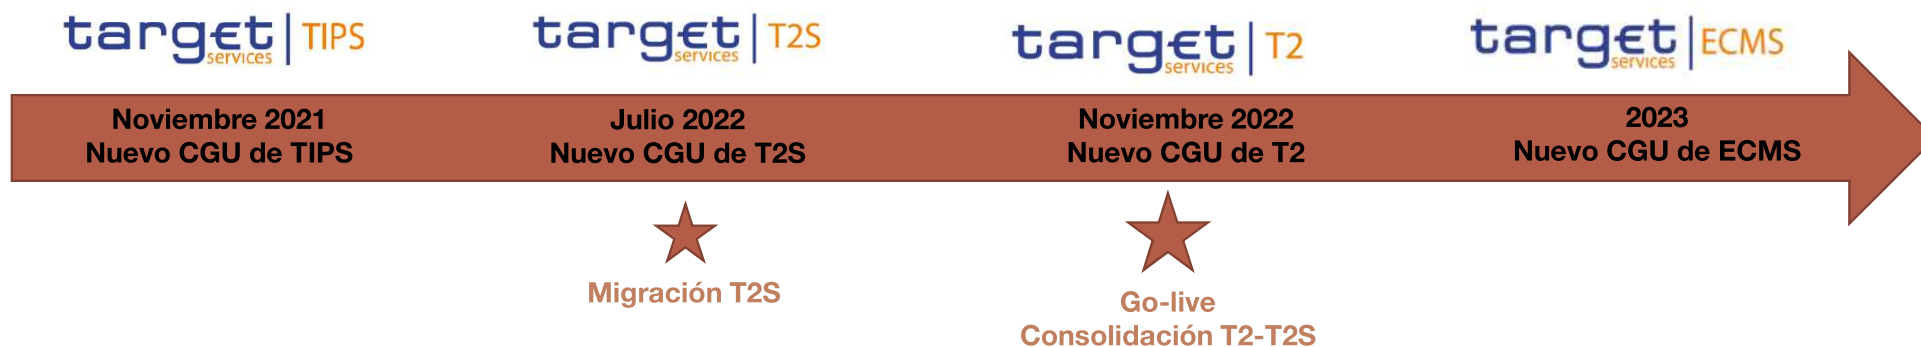 target services | TIPS
target services | T2S
target services | T2
target services | ECMS
Noviembre 2021
Nuevo CGU de TIPS
Julio 2022
Nuevo CGU de T2S
Noviembre 2022
Nuevo CGU de T2
2023
Nuevo CGU de ECMS
Migración T2S
Go-live
Consolidación T2-T2S